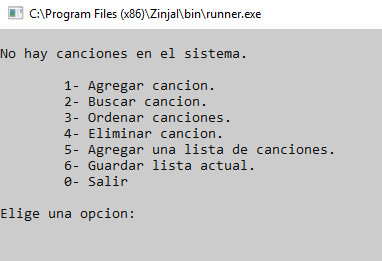 C:\Program Files (x86)\Zinjal\bin\runner.exe
No hay canciones en el sistema.
1- Agregar cancion.
2- Buscar cancion.
3- Ordenar canciones.
4- Eliminar cancion.
5- Agregar una lista de canciones.
6- Guardar lista actual.
0- Salir
Elige una opcion: